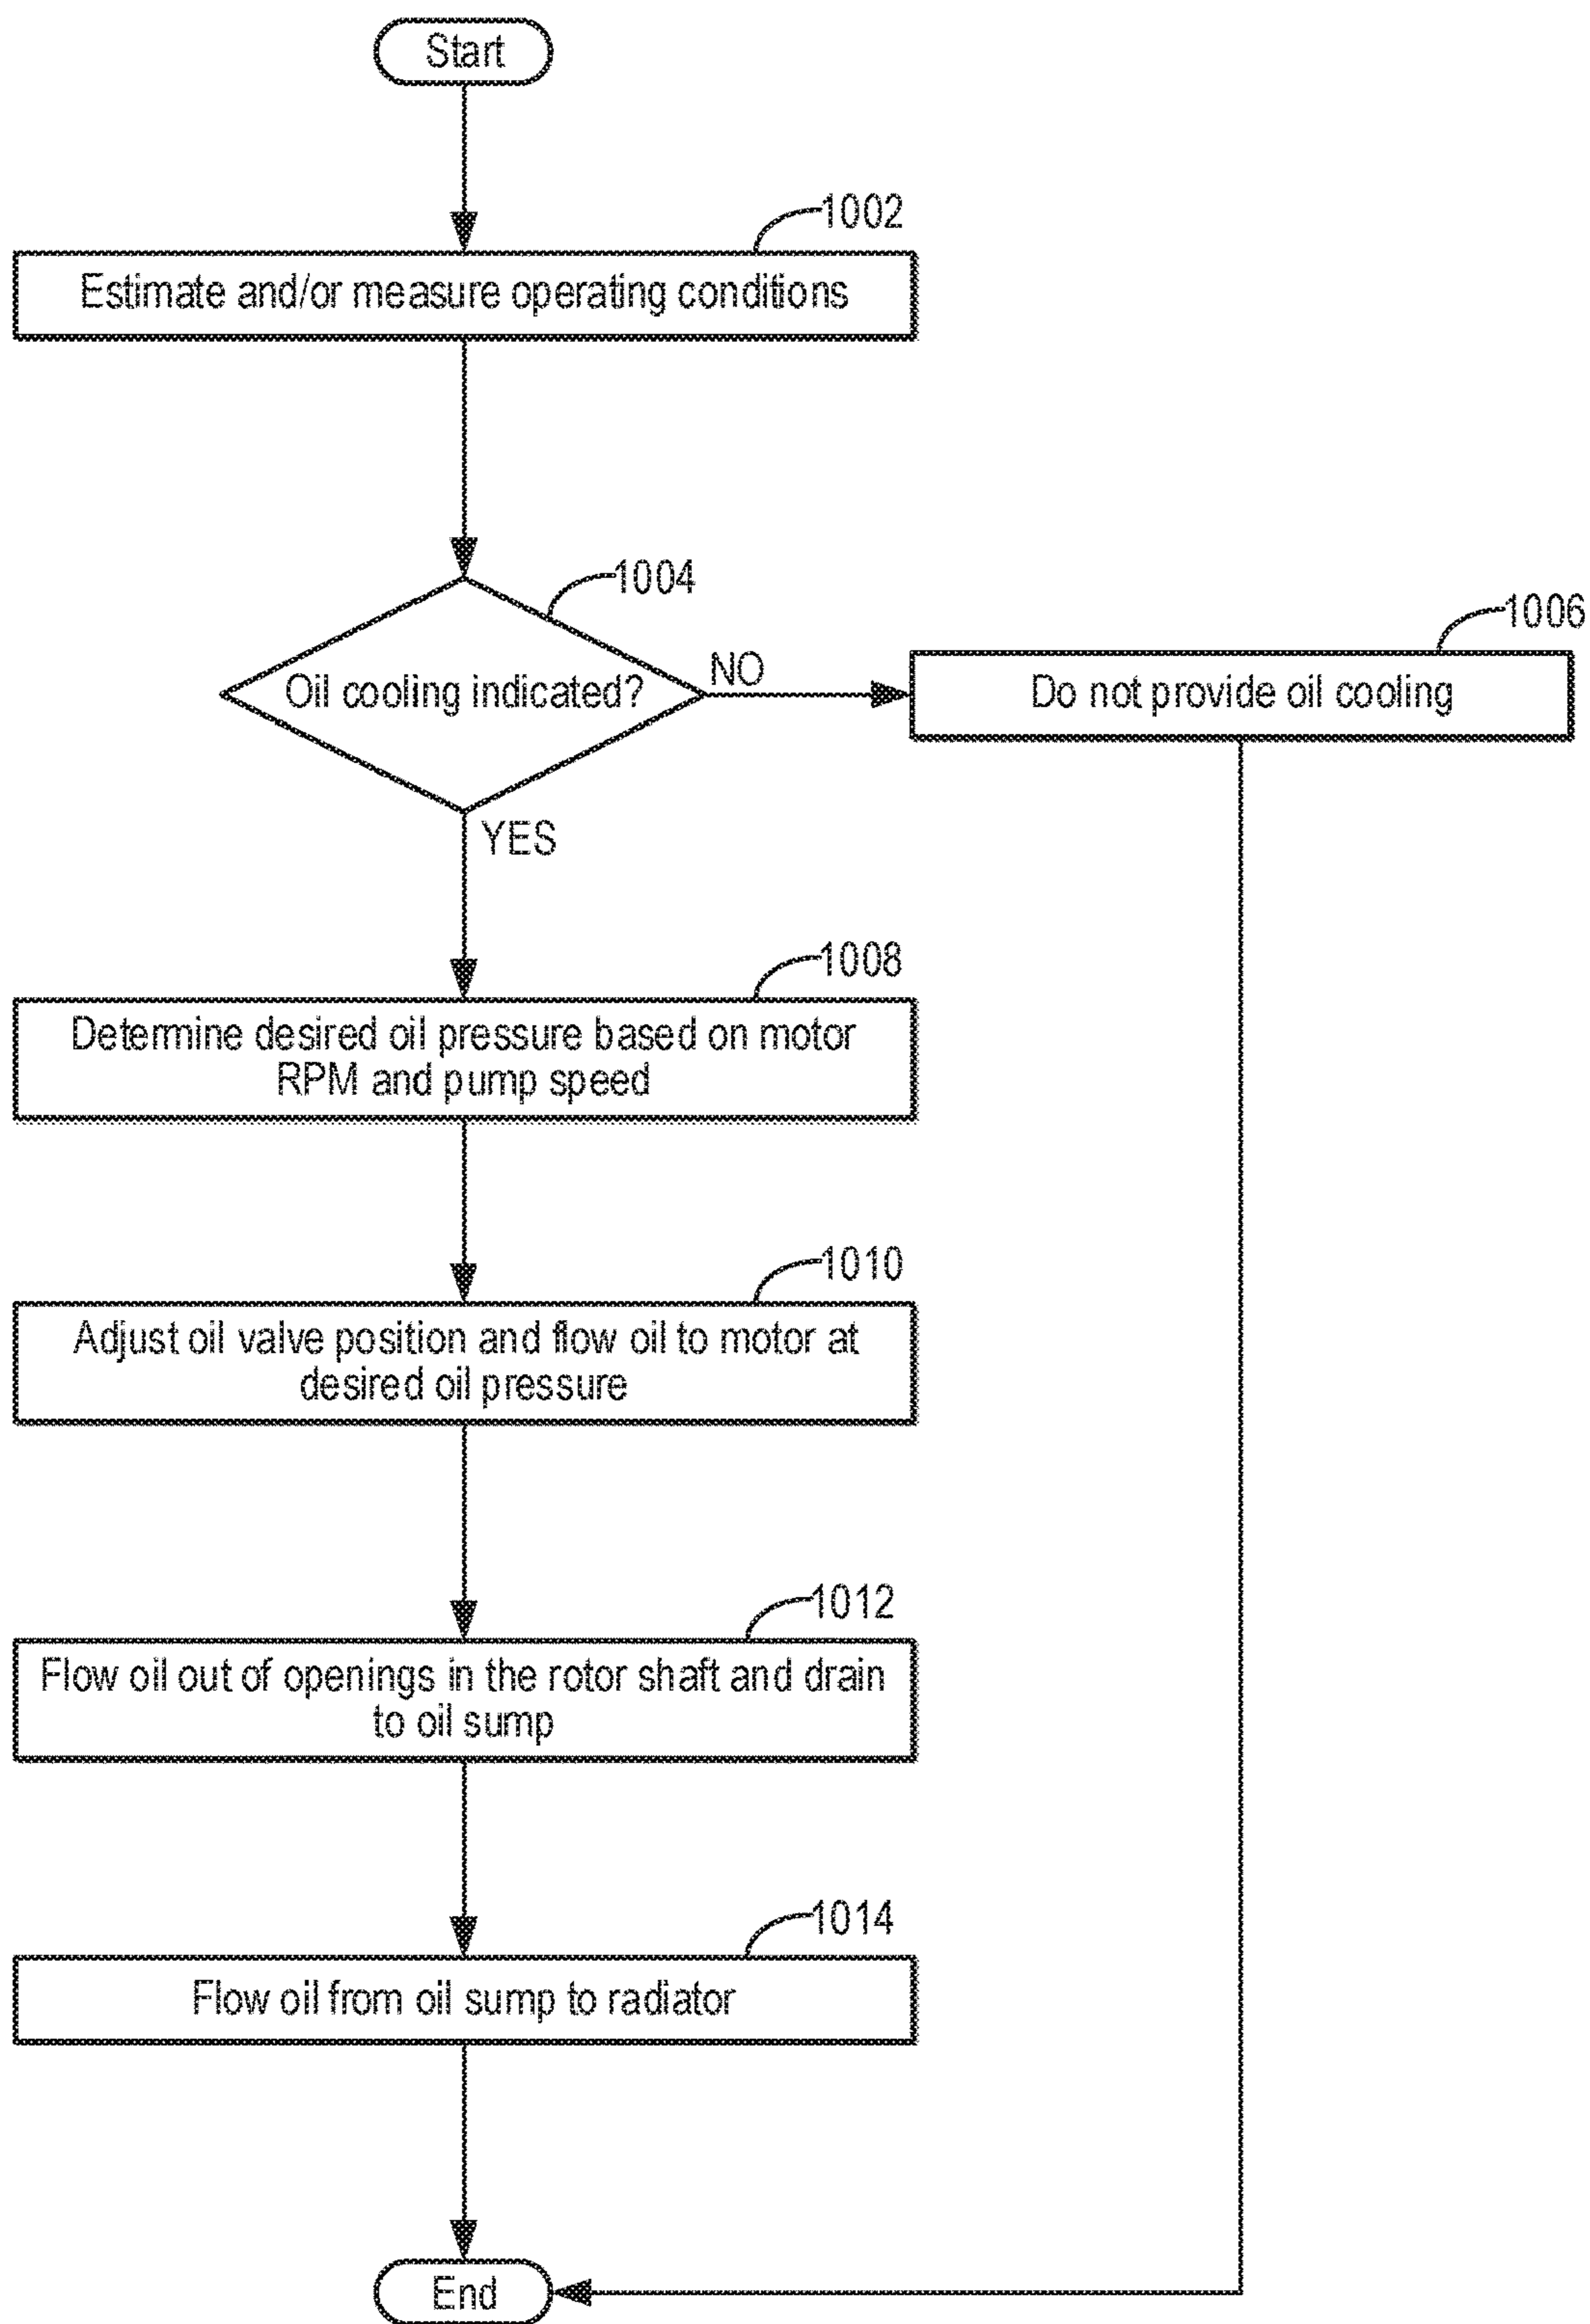 Start
1002
Estimate and/or measure operating conditions
1004
Oil cooling indicated?
NO
1006
Do not provide oil cooling
YES
1008
Determine desired oil pressure based on motor
RPM and pump speed
1010
Adjust oil valve position and flow oil to motor at
desired oil pressure
1012
Flow oil out of openings in the rotor shaft and drain
to oil sump
1014
Flow oil from oil sump to radiator
End